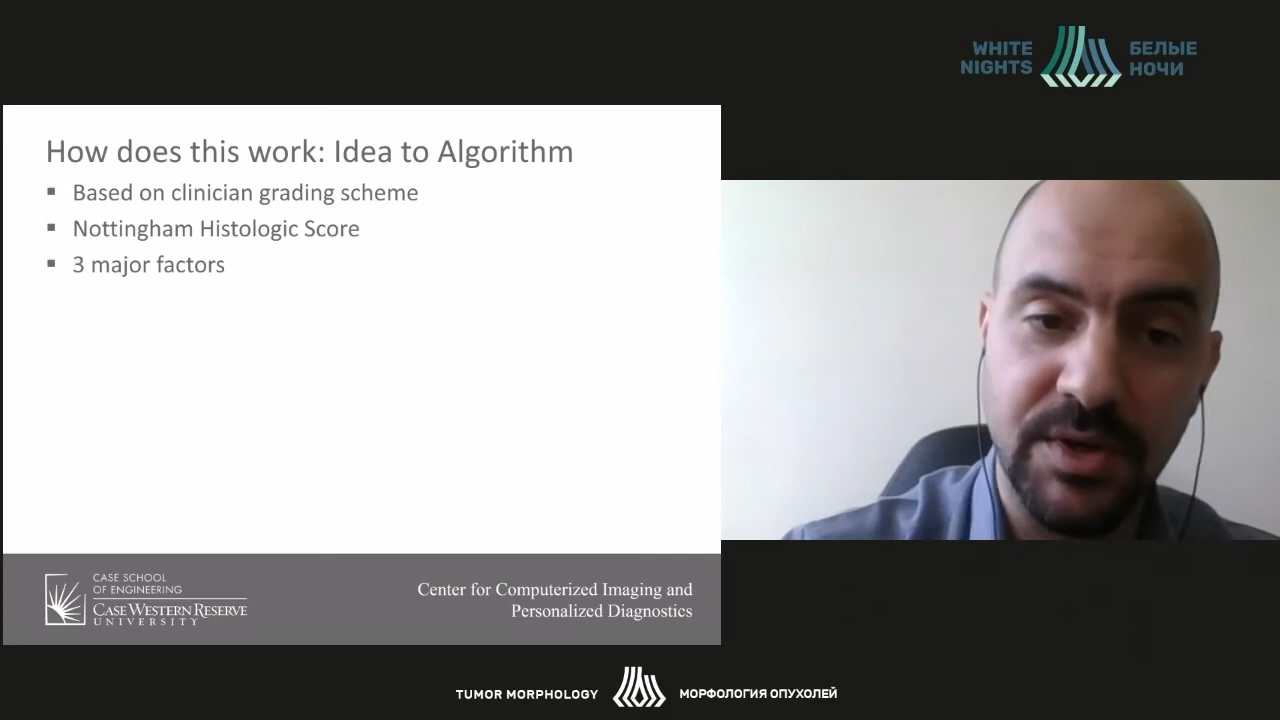 WHITE
NIGHTS
БЕЛЫЕ
НОЧИ
How does this work: Idea to Algorithm
▪ Based on clinician grading scheme
▪ Nottingham Histologic Score
▪ 3 major factors
CASE SCHOOL
OF ENGINEERING
CASE WESTERN RESERVE
UNIVERSITY
Center for Computerized Imaging and
Personalized Diagnostics
TUMOR MORPHOLOGY
МОРФОЛОГИЯ ОПУХОЛЕЙ